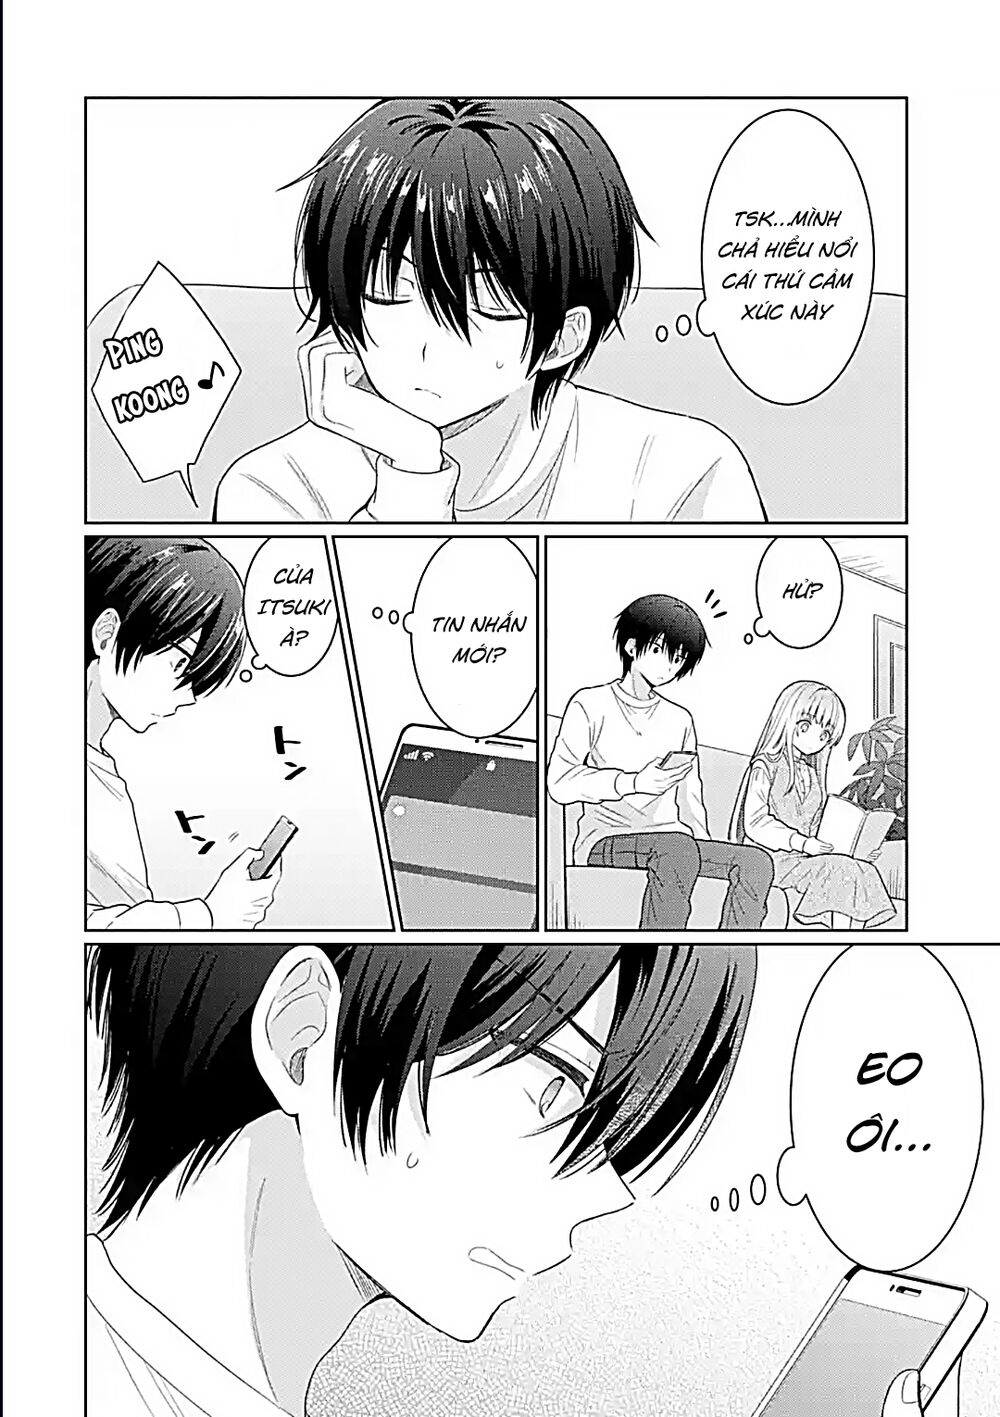 TSK...MÌNH
CHẢ HIỂU NỔI
CÁI THỨ CẢM
XÚC NÀY
PING
KOONG
HỬ?
TIN NHẮN
MỚI?
CỦA
ITSUKI
À?
トン
トン
EO
ÔI...